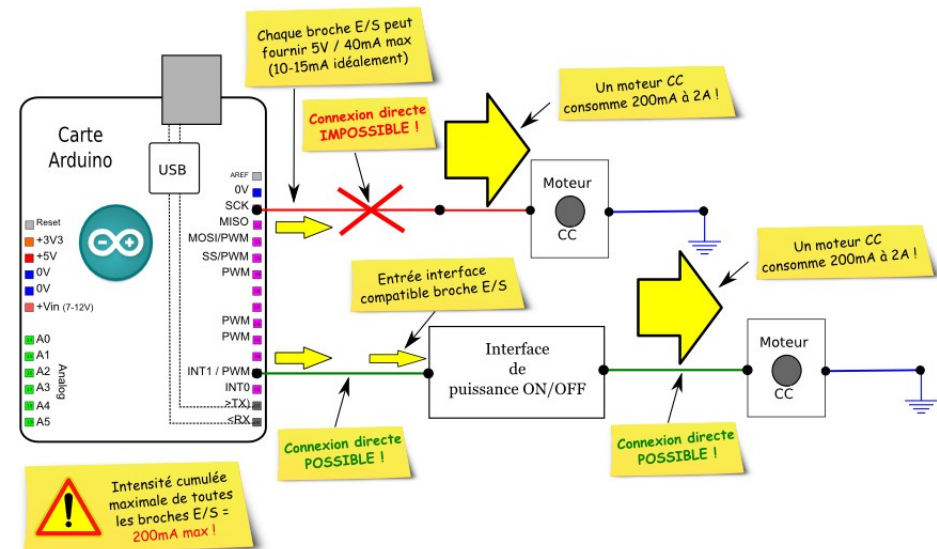 Chaque broche E/S peut
fournir 5V / 40mA max
(10-15mA idéalement)
Un moteur CC
consomme 200mA à 2A !
Connexion directe
IMPOSSIBLE !
Carte
Arduino
USB
AREF
0V
SCK
MISO
MOSI/PWM
SS/PWM
PWM
PWM
PWM
INT1 / PWM
INT0
>TX)
<RX
Reset
+3V3
+5V
0V
0V
+Vin (7-12V)
A0
A1
A2
A3
A4
A5
Analog
Moteur
CC
Un moteur CC
consomme 200mA à 2A !
Entrée interface
compatible broche E/S
Interface
de
puissance ON/OFF
Moteur
CC
Connexion directe
POSSIBLE !
Connexion directe
POSSIBLE !
Intensité cumulée
maximale de toutes
les broches E/S =
200mA max !